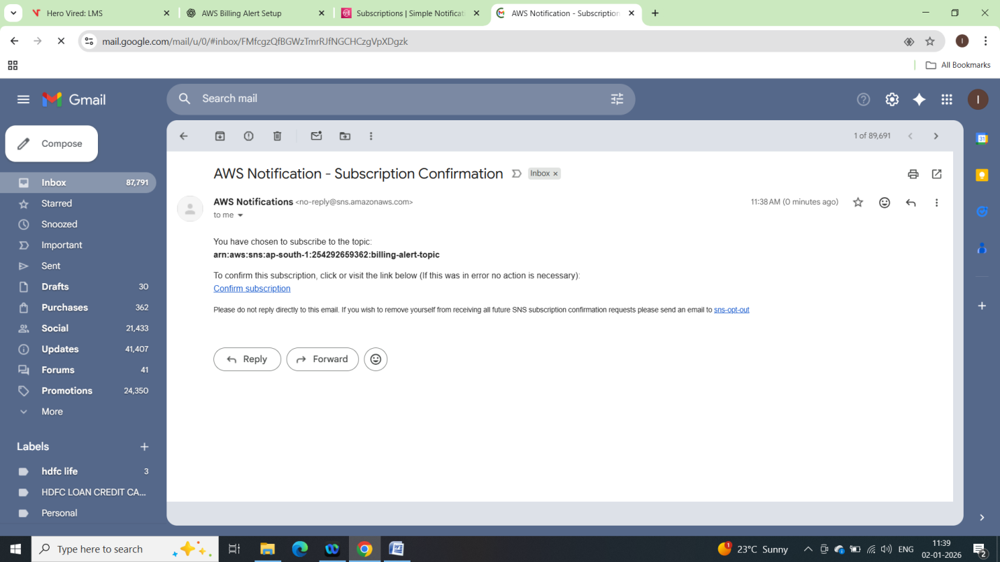 Hero Vired: LMS
AWS Billing Alert Setup
Subscriptions | Simple Notificati
AWS Notification - Subscription
mail.google.com/mail/u/0/#inbox/FMfcgzQfBGWzTmrRJfNGCHCzgVpXDgzk
I
All Bookmarks
Gmail
Search mail
I
Compose
1 of 89,691
31
AWS Notification - Subscription Confirmation
Inbox ×
Inbox 87,791
AWS Notifications <no-reply@sns.amazonaws.com>
11:38 AM (0 minutes ago)
to me
Starred
Snoozed
Important
Sent
Drafts 30
Purchases 362
Social 21,433
Updates 41,407
Forums 41
Promotions 24,350
More
Labels
hdfc life 3
HDFC LOAN CREDIT CA...
Personal
You have chosen to subscribe to the topic:
arn:aws:sns:ap-south-1:254292659362:billing-alert-topic
To confirm this subscription, click or visit the link below (If this was in error no action is necessary):
Confirm subscription
Please do not reply directly to this email. If you wish to remove yourself from receiving all future SNS subscription confirmation requests please send an email to sns-opt-out
Reply
Forward
Type here to search
1
23°C Sunny
ENG
11:39
02-01-2026
2